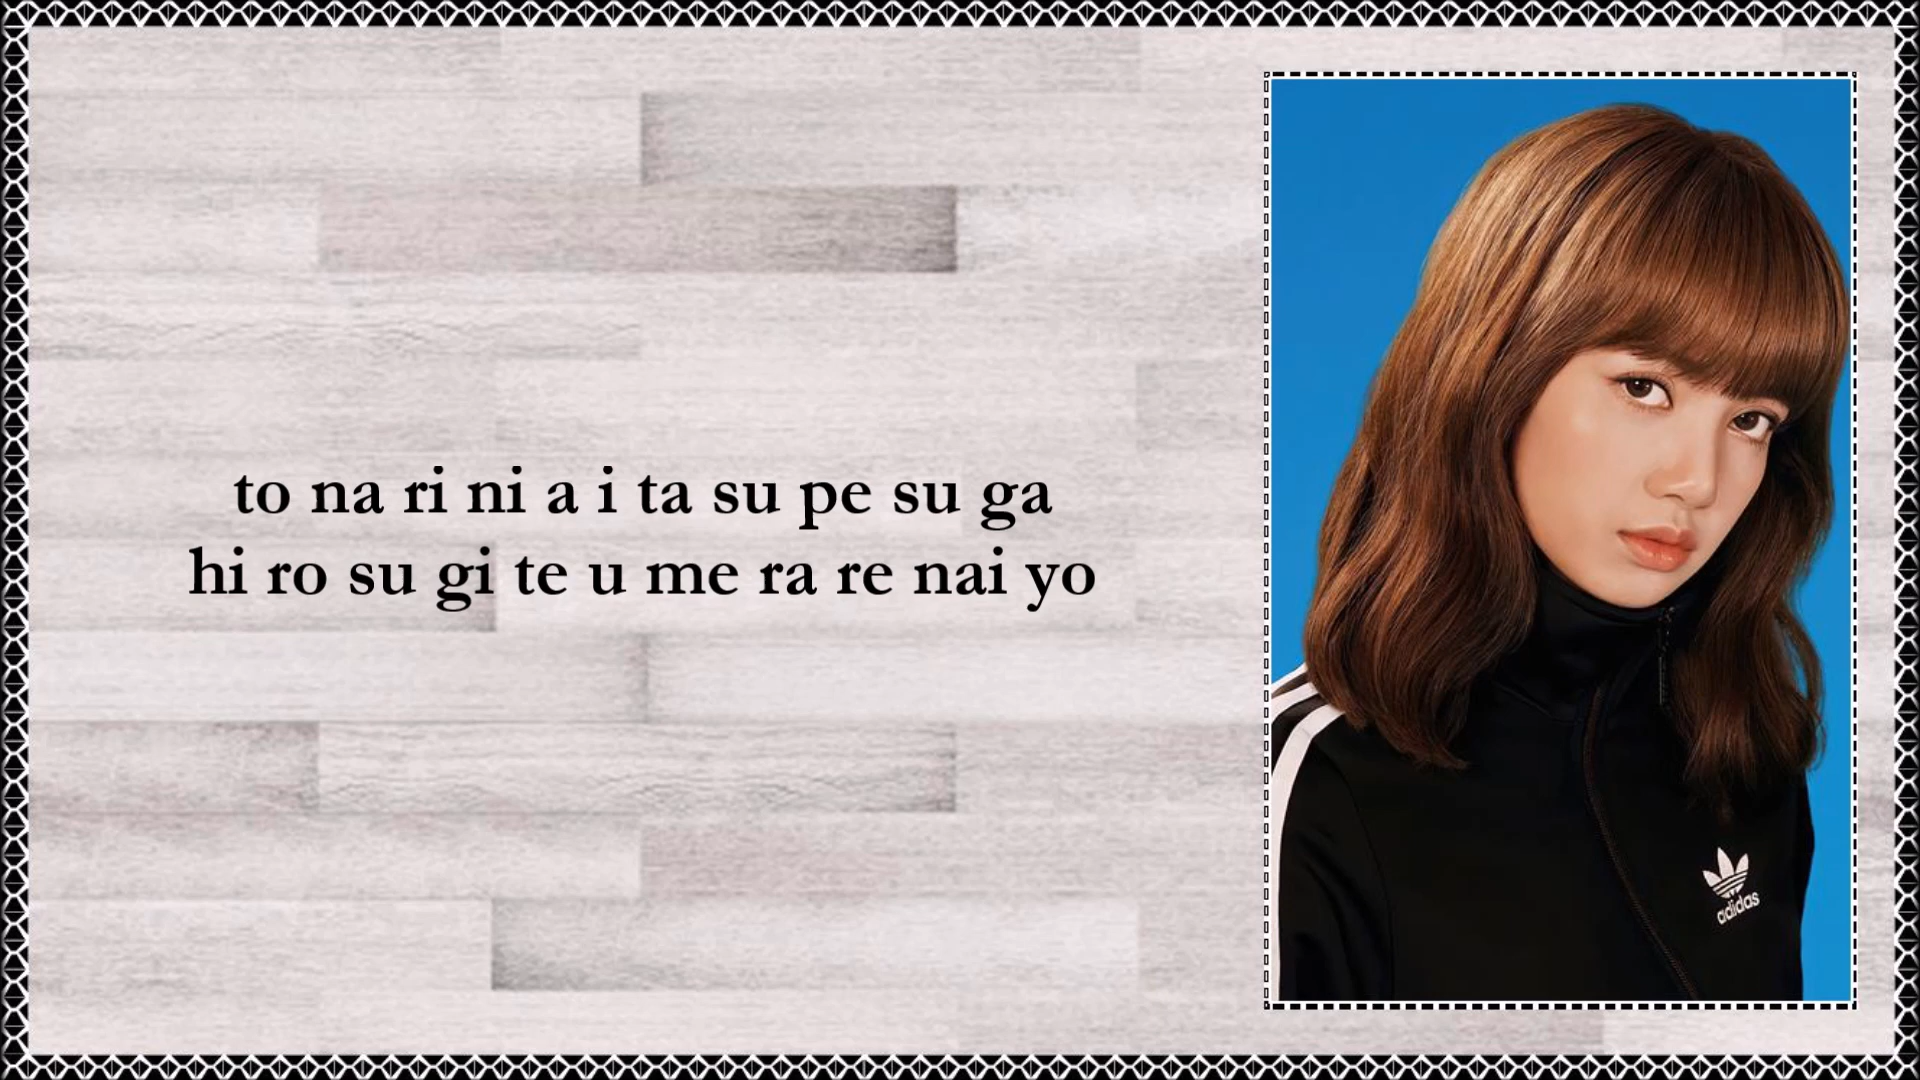 to na ri ni a i ta su pe su ga
hi ro su gi te u me ra re nai yo
adidas